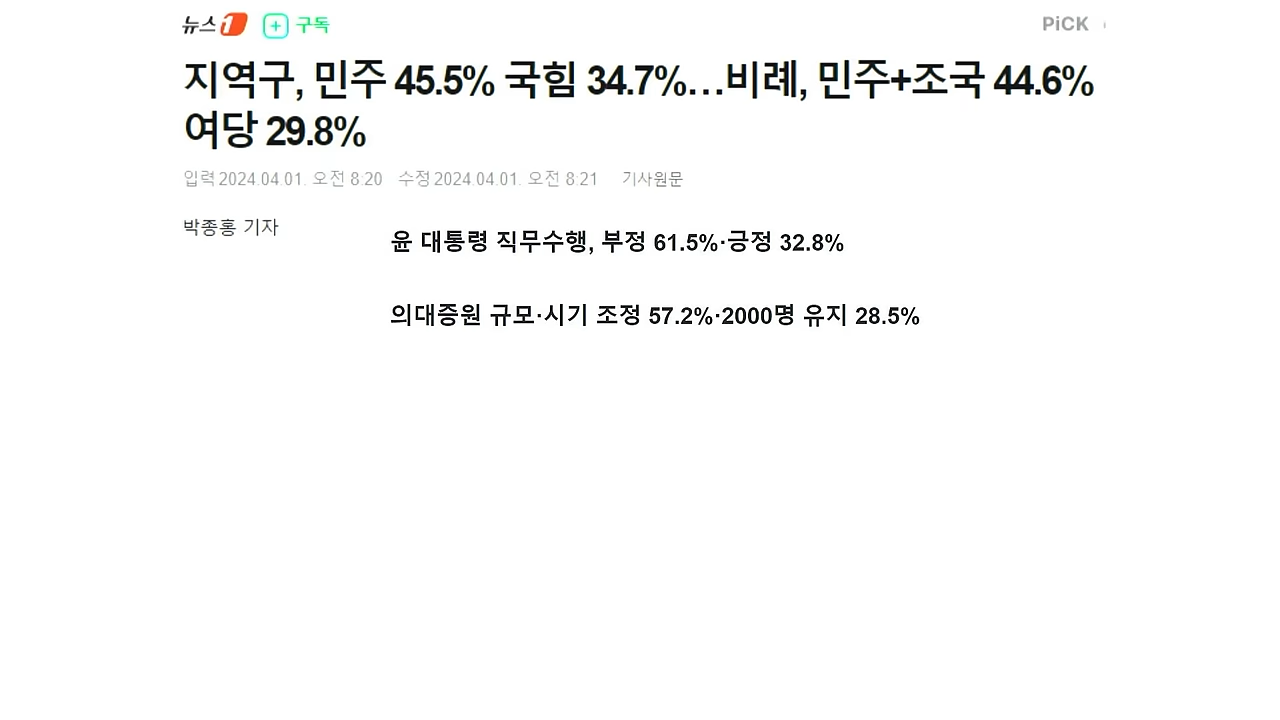 뉴스1 구독 PiCK
지역구, 민주 45.5% 국힘 34.7%…비례, 민주+조국 44.6%
여당 29.8%
입력 2024.04.01. 오전 8:20 수정 2024.04.01. 오전 8:21 기사원문
박종홍 기자
윤 대통령 직무수행, 부정 61.5%·긍정 32.8%
의대증원 규모·시기 조정 57.2%·2000명 유지 28.5%